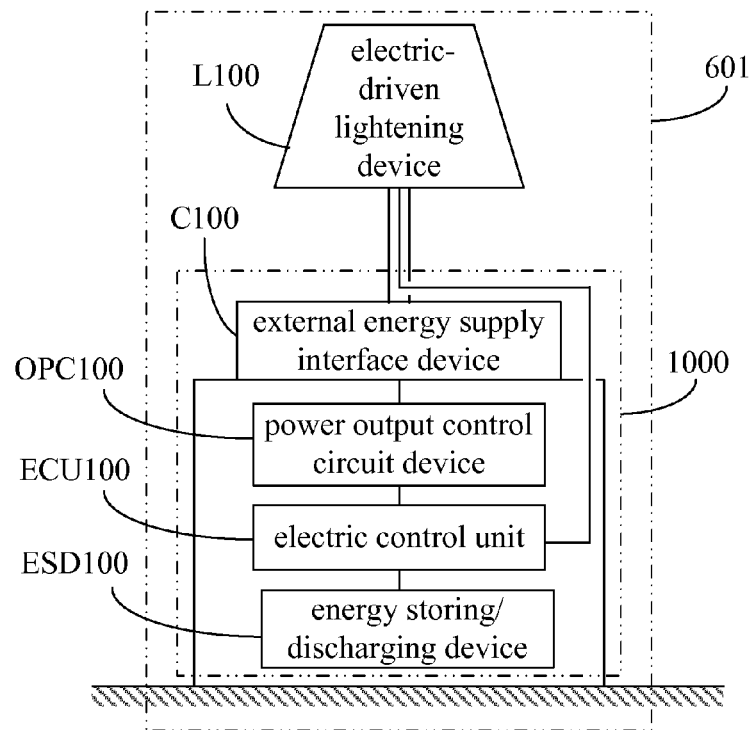 electric-
driven
lightening
device
L100
601
C100
external energy supply
interface device
OPC100
1000
power output control
circuit device
ECU100
electric control unit
ESD100
energy storing/
discharging device